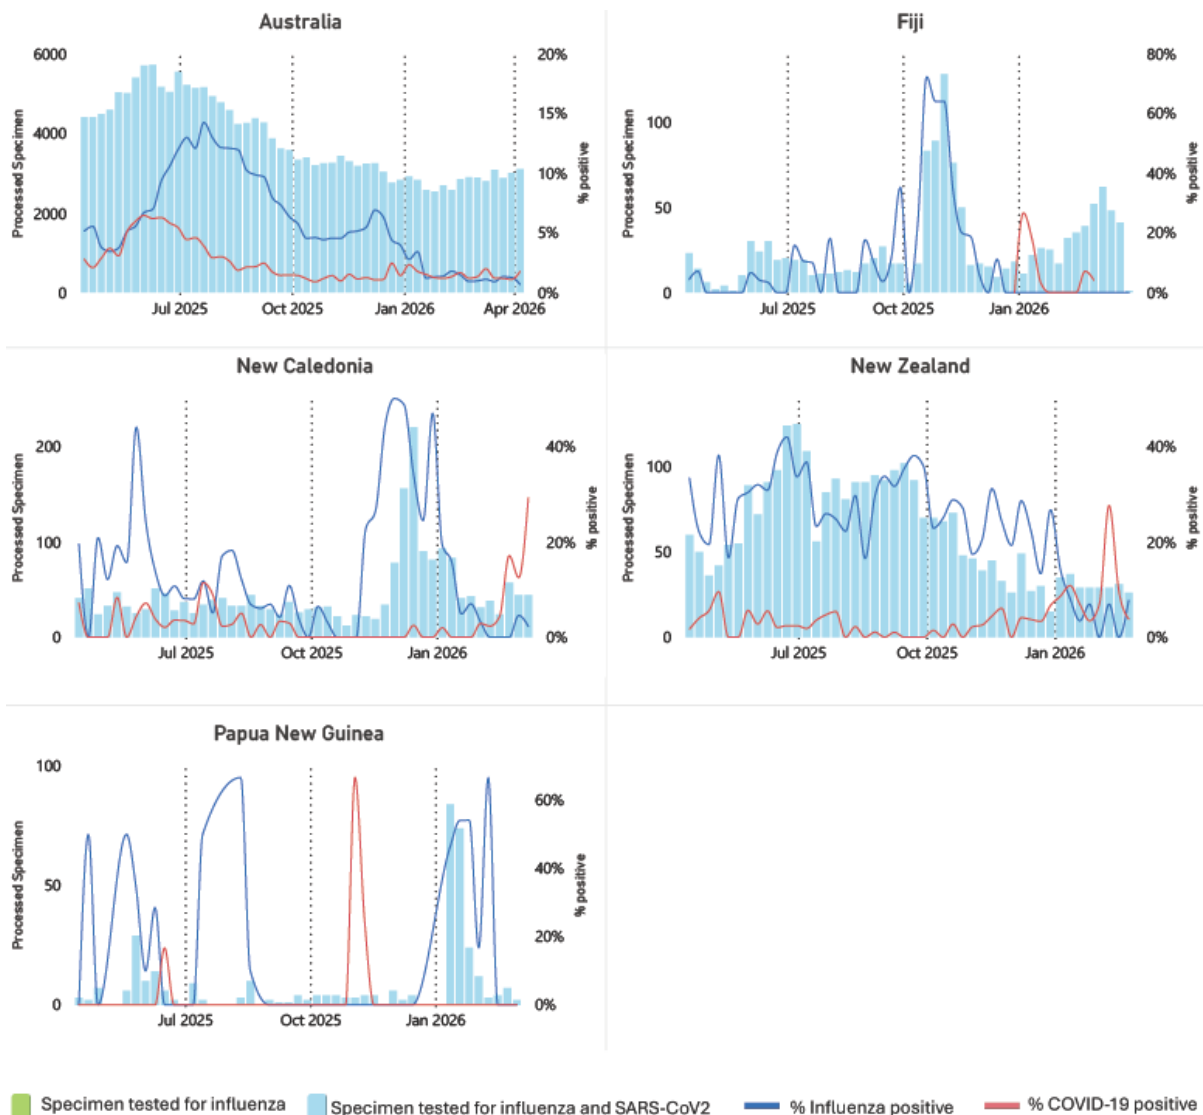 Australia
6000
4000
2000
0
Processed Specimen
20%
15%
10%
5%
0%
% positive
Jul 2025
Oct 2025
Jan 2026
Apr 2026
Fiji
100
50
0
Processed Specimen
80%
60%
40%
20%
0%
% positive
Jul 2025
Oct 2025
Jan 2026
New Caledonia
200
100
0
Processed Specimen
40%
20%
0%
% positive
Jul 2025
Oct 2025
Jan 2026
New Zealand
100
50
0
Processed Specimen
40%
20%
0%
% positive
Jul 2025
Oct 2025
Jan 2026
Papua New Guinea
100
50
0
Processed Specimen
60%
40%
20%
0%
% positive
Jul 2025
Oct 2025
Jan 2026
Specimen tested for influenza
Specimen tested for influenza and SARS-CoV2
% Influenza positive
% COVID-19 positive